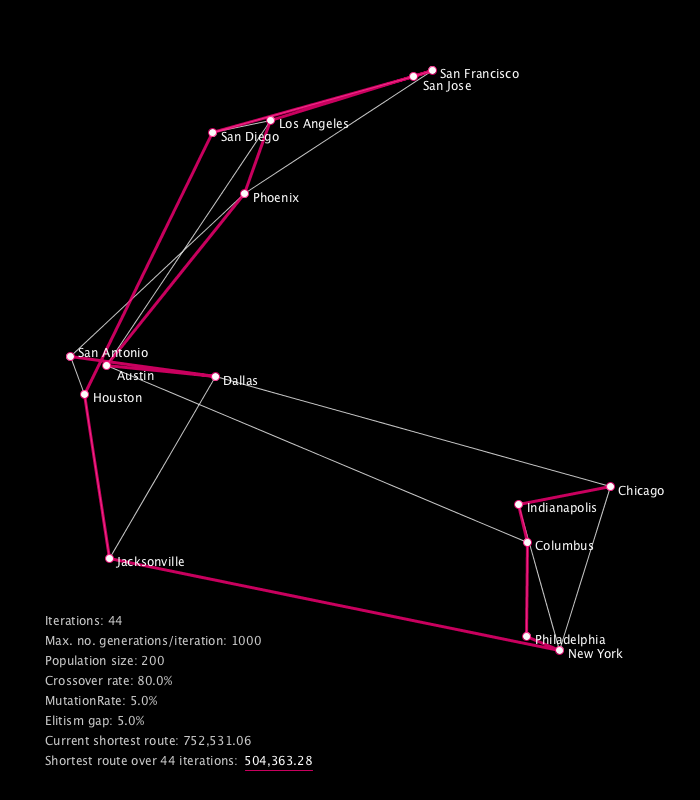 San Francisco
San Jose
Los Angeles
San Diego
Phoenix
San Antonio
Austin
Dallas
Houston
Chicago
Indianapolis
Columbus
Jacksonville
Philadelphia
New York
Iterations: 44
Max. no. generations/iteration: 1000
Population size: 200
Crossover rate: 80.0%
MutationRate: 5.0%
Elitism gap: 5.0%
Current shortest route: 752,531.06
Shortest route over 44 iterations: 504,363.28